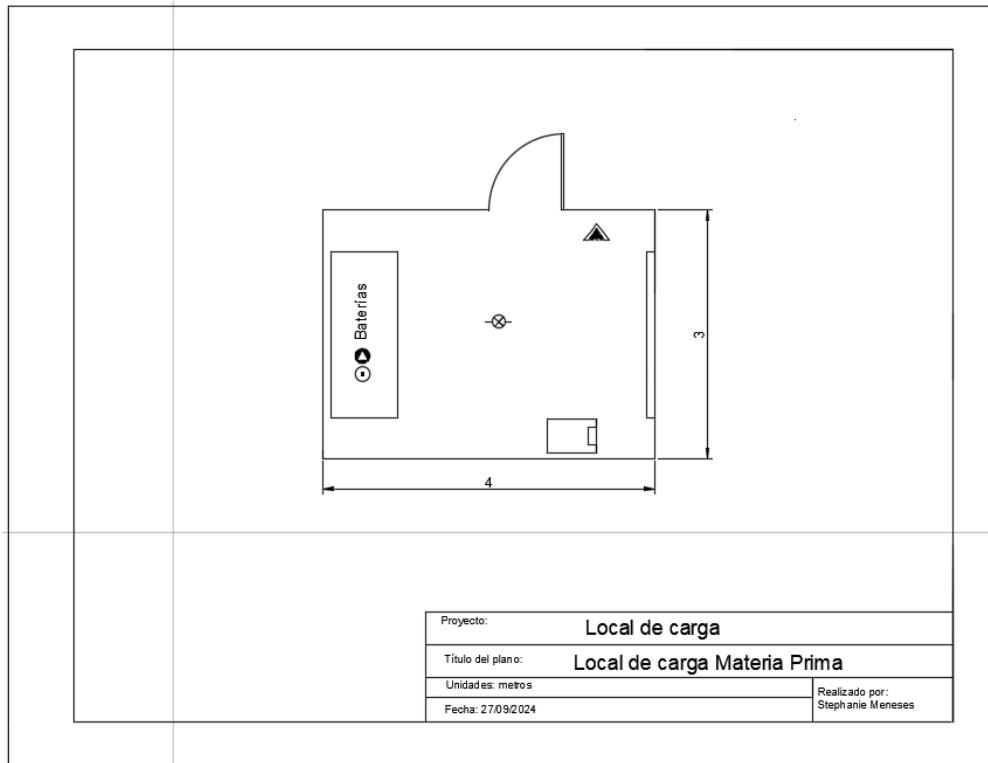 Baterías
3
4
Proyecto:
Local de carga
Título del plano:
Local de carga Materia Prima
Unidades: metros
Fecha: 27/09/2024
Realizado por:
Stephanie Meneses